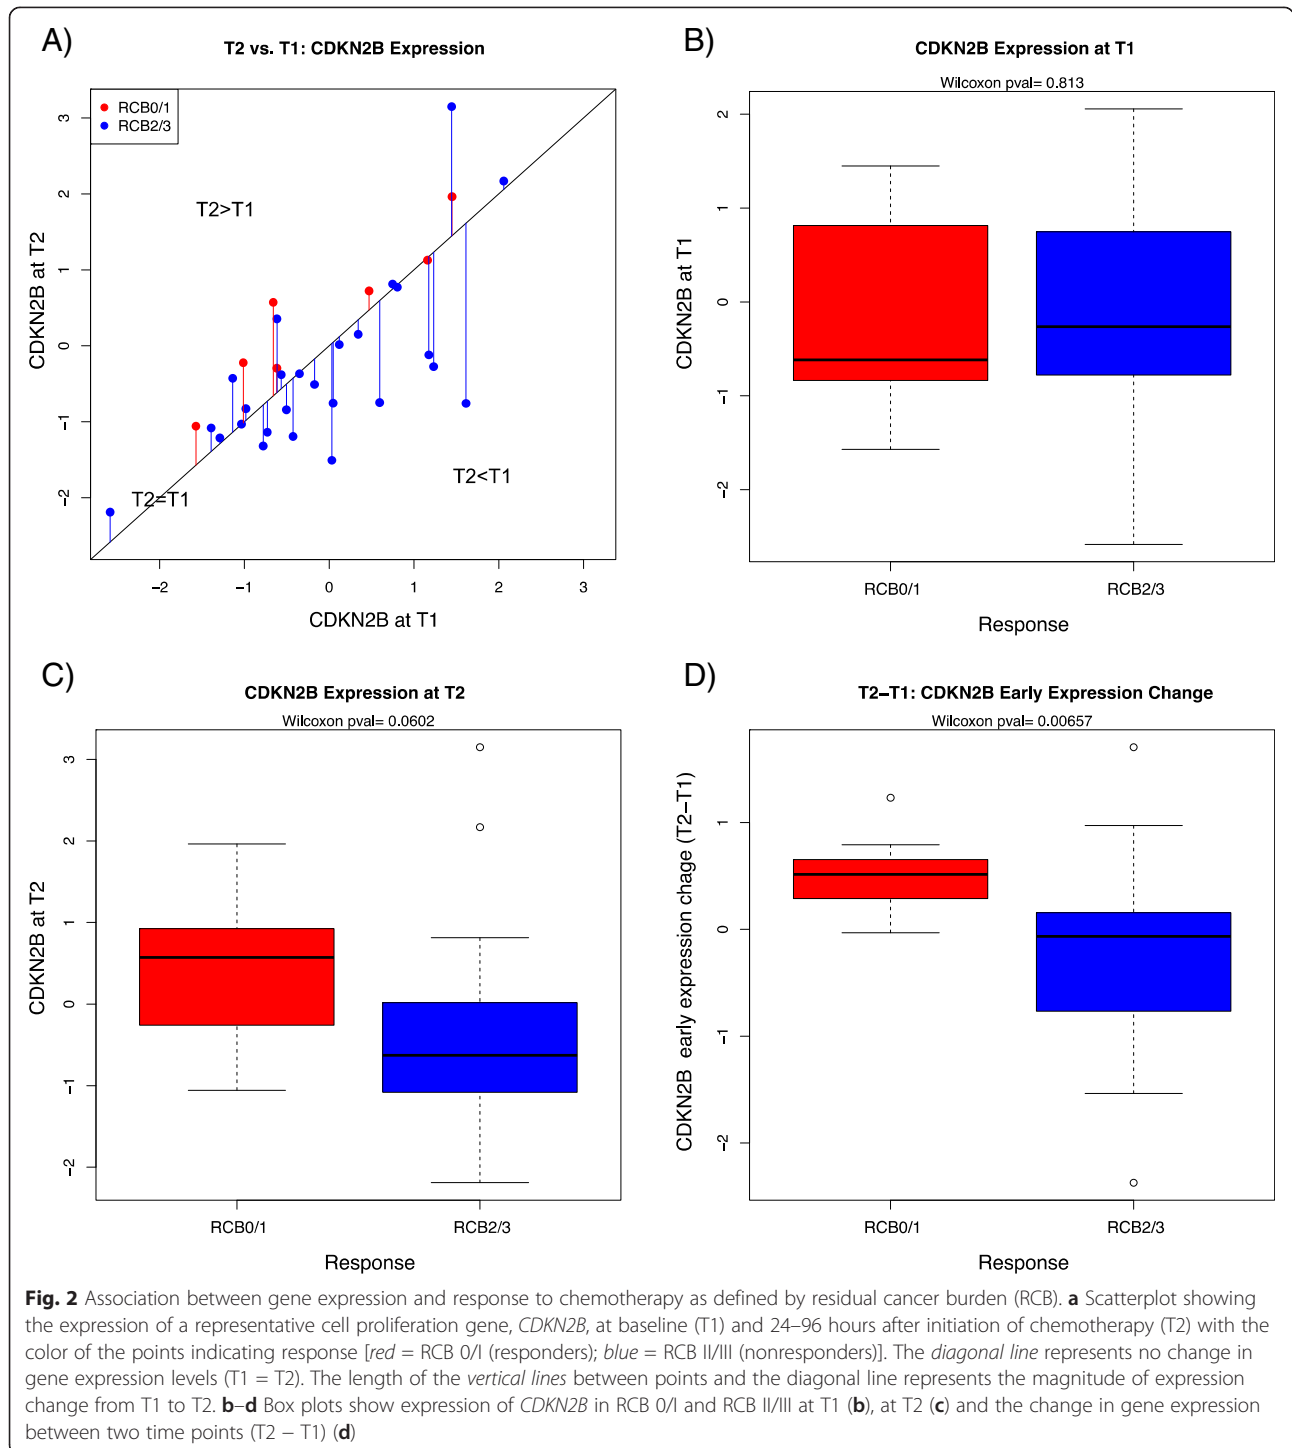 A)
T2 vs. T1: CDKN2B Expression
RCB0/1
RCB2/3
T2>T1
T2<T1
T2=T1
CDKN2B at T2
3
2
1
0
−1
−2
−2
−1
0
1
2
3
CDKN2B at T1
B)
CDKN2B Expression at T1
Wilcoxon pval= 0.813
CDKN2B at T1
2
1
0
−1
−2
RCB0/1
RCB2/3
Response
C)
CDKN2B Expression at T2
Wilcoxon pval= 0.0602
CDKN2B at T2
3
2
1
0
−1
−2
RCB0/1
RCB2/3
Response
D)
T2−T1: CDKN2B Early Expression Change
Wilcoxon pval= 0.00657
CDKN2B early expression chage (T2−T1)
1
0
−1
−2
RCB0/1
RCB2/3
Response
Fig. 2 Association between gene expression and response to chemotherapy as defined by residual cancer burden (RCB). a Scatterplot showing
the expression of a representative cell proliferation gene, CDKN2B, at baseline (T1) and 24–96 hours after initiation of chemotherapy (T2) with the
color of the points indicating response [red = RCB 0/I (responders); blue = RCB II/III (nonresponders)]. The diagonal line represents no change in
gene expression levels (T1 = T2). The length of the vertical lines between points and the diagonal line represents the magnitude of expression
change from T1 to T2. b–d Box plots show expression of CDKN2B in RCB 0/I and RCB II/III at T1 (b), at T2 (c) and the change in gene expression
between two time points (T2 − T1) (d)